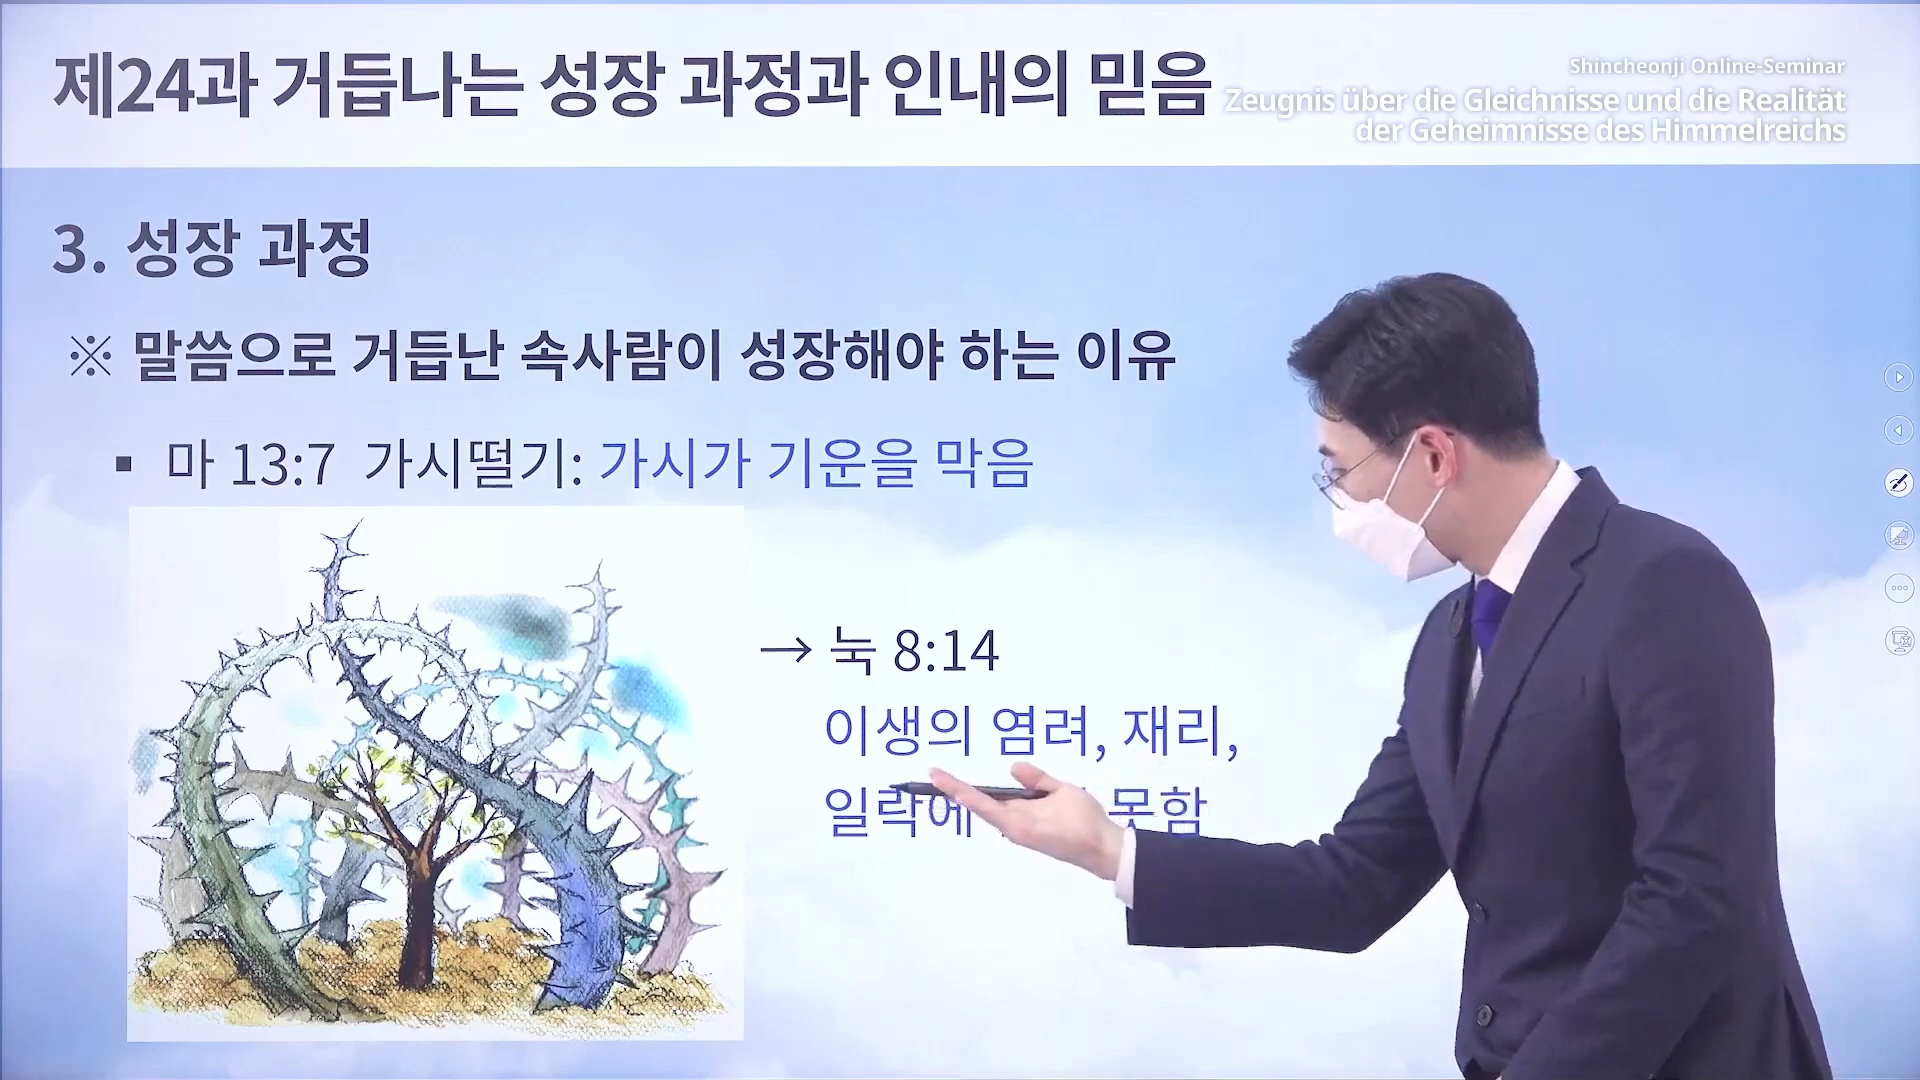 제24과 거듭나는 성장 과정과 인내의 믿음
Shincheonji Online-Seminar
Zeugnis über die Gleichnisse und die Realität
der Geheimnisse des Himmelreichs
3. 성장 과정
※ 말씀으로 거듭난 속사람이 성장해야 하는 이유
▪ 마 13:7 가시떨기: 가시가 기운을 막음
→ 눅 8:14
이생의 염려, 재리,
일락에 못함